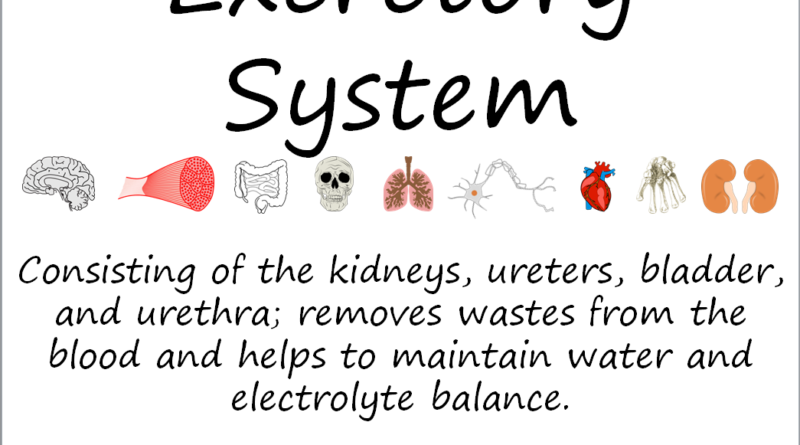 Excretory
System
Consisting of the kidneys, ureters, bladder,
and urethra; removes wastes from the
blood and helps to maintain water and
electrolyte balance.